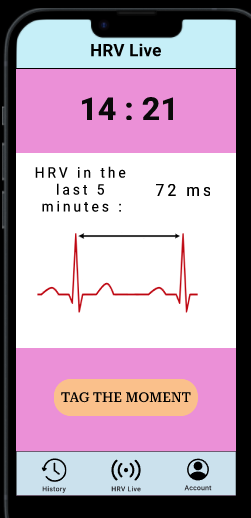 HRV Live
14 : 21
HRV in the
last 5
minutes :
72 ms
TAG THE MOMENT
History
HRV Live
Account